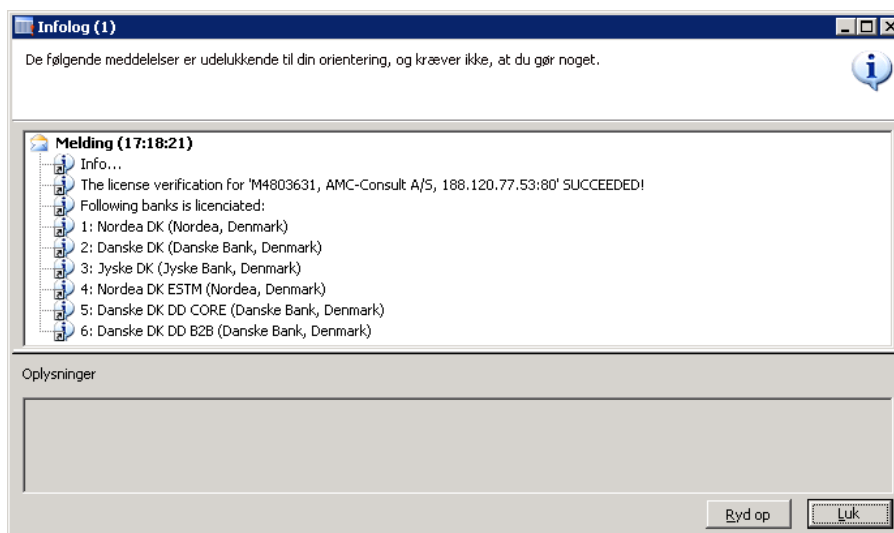 Infolog (1)
De følgende meddelelser er udelukkende til din orientering, og kræver ikke, at du gør noget.
Melding (17:18:21)
Info...
The license verification for 'M4803631, AMC-Consult A/S, 188.120.77.53:80' SUCCEEDED!
Following banks is licenciated:
1: Nordea DK (Nordea, Denmark)
2: Danske DK (Danske Bank, Denmark)
3: Jyske DK (Jyske Bank, Denmark)
4: Nordea DK ESTM (Nordea, Denmark)
5: Danske DK DD CORE (Danske Bank, Denmark)
6: Danske DK DD B2B (Danske Bank, Denmark)
Oplysninger
Ryd op
Luk